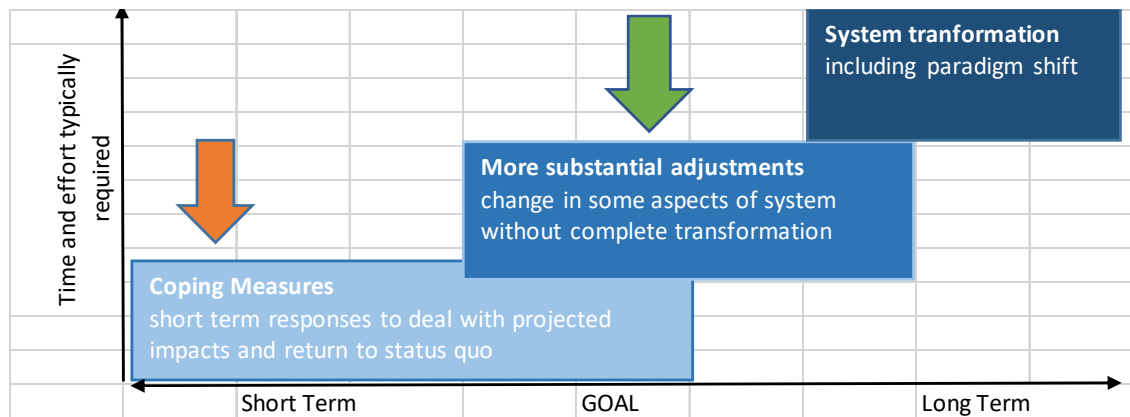 System tranformation
including paradigm shift
Time and effort typically
required
More substantial adjustments
change in some aspects of system
without complete transformation
Coping Measures
short term responses to deal with projected
impacts and return to status quo
Short Term
GOAL
Long Term